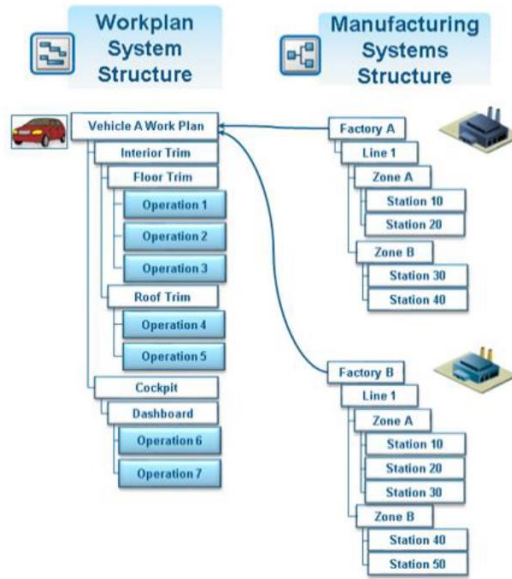 Workplan
System
Structure
Manufacturing
Systems
Structure
Vehicle A Work Plan
Interior Trim
Floor Trim
Operation 1
Operation 2
Operation 3
Roof Trim
Operation 4
Operation 5
Cockpit
Dashboard
Operation 6
Operation 7
Factory A
Line 1
Zone A
Station 10
Station 20
Zone B
Station 30
Station 40
Factory B
Line 1
Zone A
Station 10
Station 20
Station 30
Zone B
Station 40
Station 50